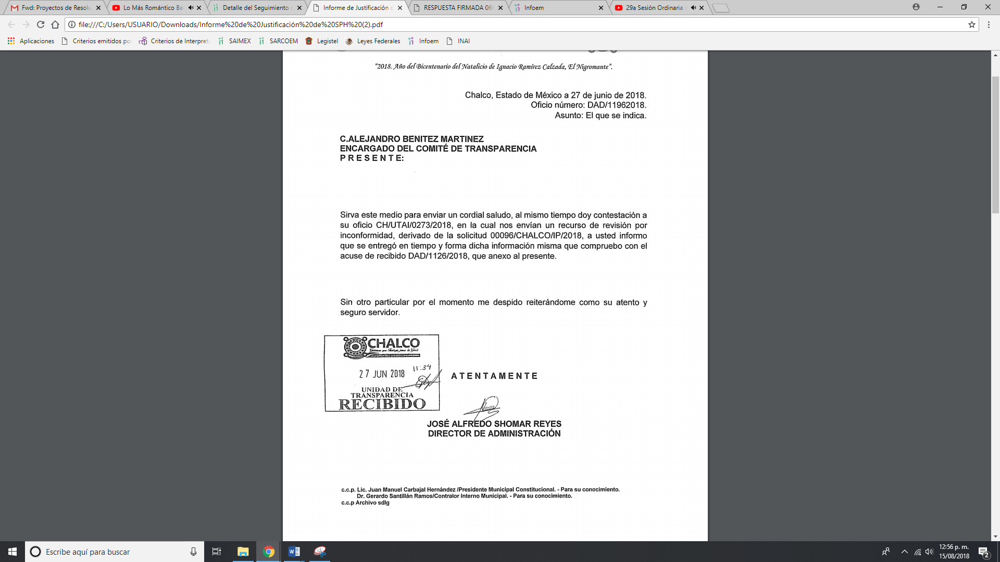 Fwd: Proyectos de Resolu
Lo Más Romántico Ba
Detalle del Seguimiento
Informe de Justificación
RESPUESTA FIRMADA 06
Infoem
29a Sesión Ordinaria
file:///C:/Users/USUARIO/Downloads/Informe%20de%20Justificación%20de%20SPH%20(2).pdf
Aplicaciones
Criterios emitidos po
Criterios de Interpret
SAIMEX
SARCOEM
Legistel
Leyes Federales
Infoem
INAI
"2018. Año del Bicentenario del Natalicio de Ignacio Ramírez Calzada, El Nigromante".
Chalco, Estado de México a 27 de junio de 2018.
Oficio número: DAD/11962018.
Asunto: El que se indica.
C.ALEJANDRO BENITEZ MARTINEZ
ENCARGADO DEL COMITÉ DE TRANSPARENCIA
P R E S E N T E:
Sirva este medio para enviar un cordial saludo, al mismo tiempo doy contestación a
su oficio CH/UTAI/0273/2018, en la cual nos envían un recurso de revisión por
inconformidad, derivado de la solicitud 00096/CHALCO/IP/2018, a usted informo
que se entregó en tiempo y forma dicha información misma que compruebo con el
acuse de recibido DAD/1126/2018, que anexo al presente.
Sin otro particular por el momento me despido reiterándome como su atento y
seguro servidor.
CHALCO
Gobierno que Trabaja para la Gente
27 JUN 2018
11:34
UNIDAD DE
TRANSPARENCIA
RECIBIDO
A T E N T A M E N T E
JOSÉ ALFREDO SHOMAR REYES
DIRECTOR DE ADMINISTRACIÓN
c.c.p. Lic. Juan Manuel Carbajal Hernández /Presidente Municipal Constitucional. - Para su conocimiento.
Dr. Gerardo Santillán Ramos/Contralor Interno Municipal. - Para su conocimiento.
c.c.p Archivo sdlg
Escribe aquí para buscar
12:56 p. m.
15/08/2018
2